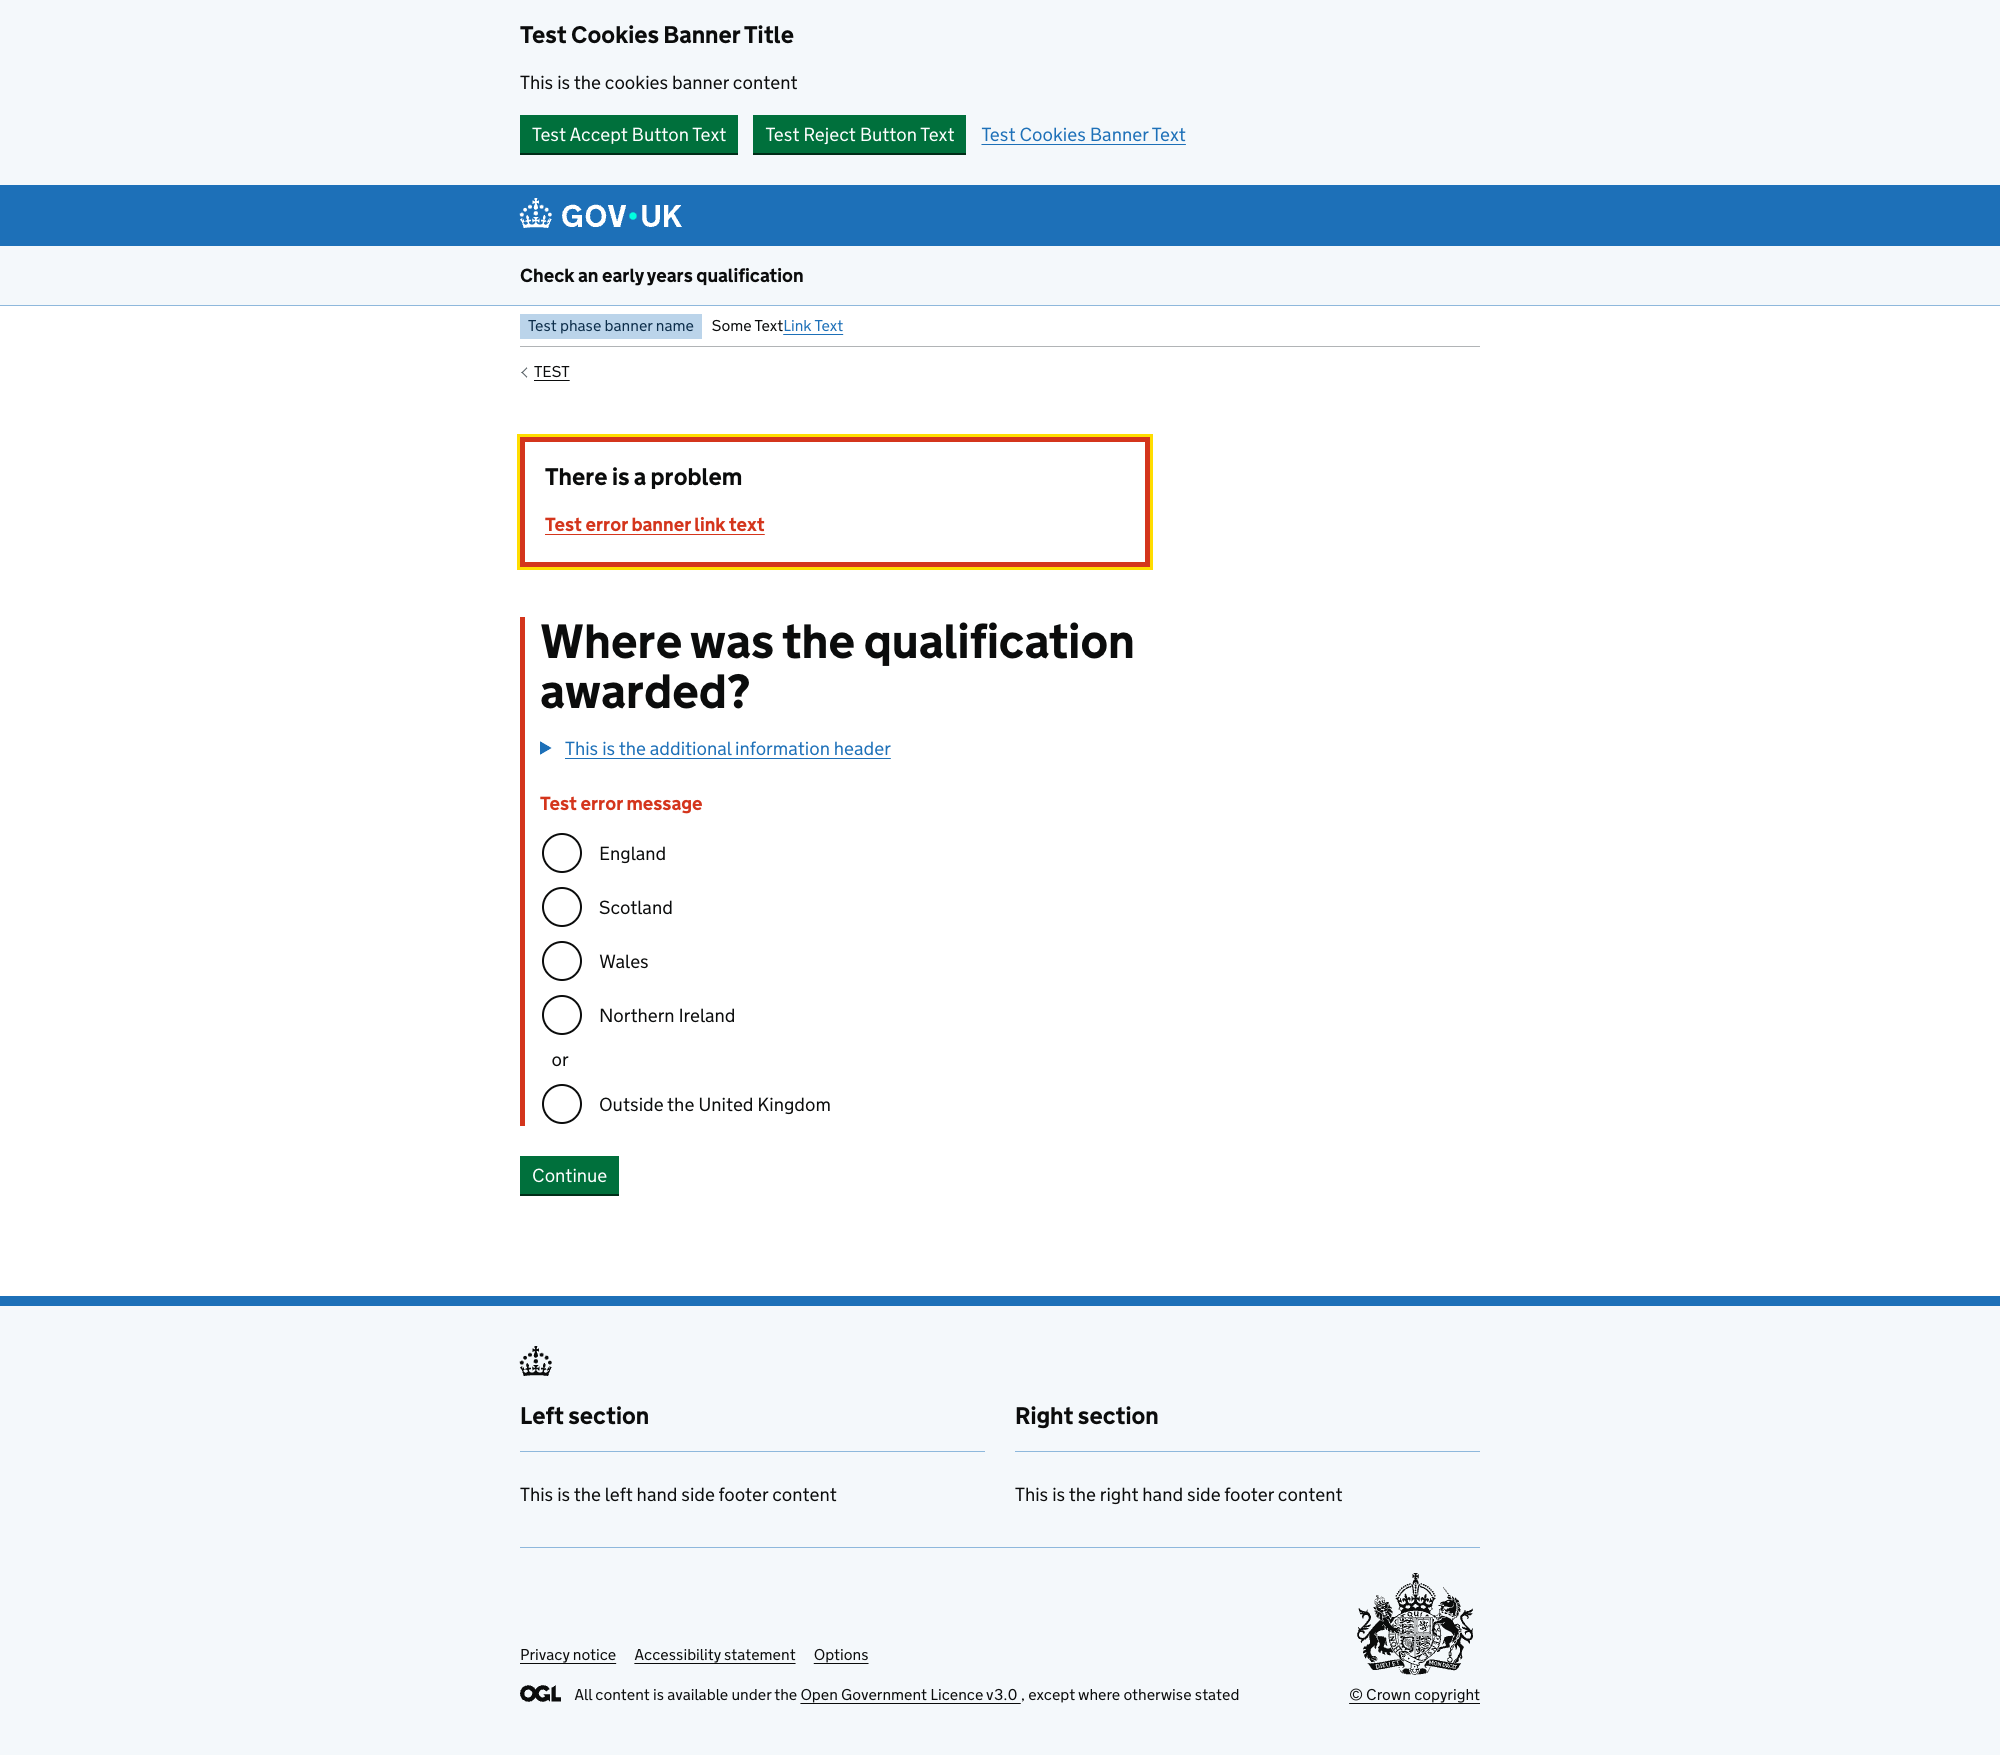 Test Cookies Banner Title
This is the cookies banner content
Test Accept Button Text
Test Reject Button Text
Test Cookies Banner Text
GOV·UK
Check an early years qualification
Test phase banner name
Some TextLink Text
TEST
There is a problem
Test error banner link text
Where was the qualification
awarded?
This is the additional information header
Test error message
England
Scotland
Wales
Northern Ireland
or
Outside the United Kingdom
Continue
Left section
Right section
This is the left hand side footer content
This is the right hand side footer content
Privacy notice
Accessibility statement
Options
OGL
All content is available under the Open Government Licence v3.0 , except where otherwise stated
© Crown copyright